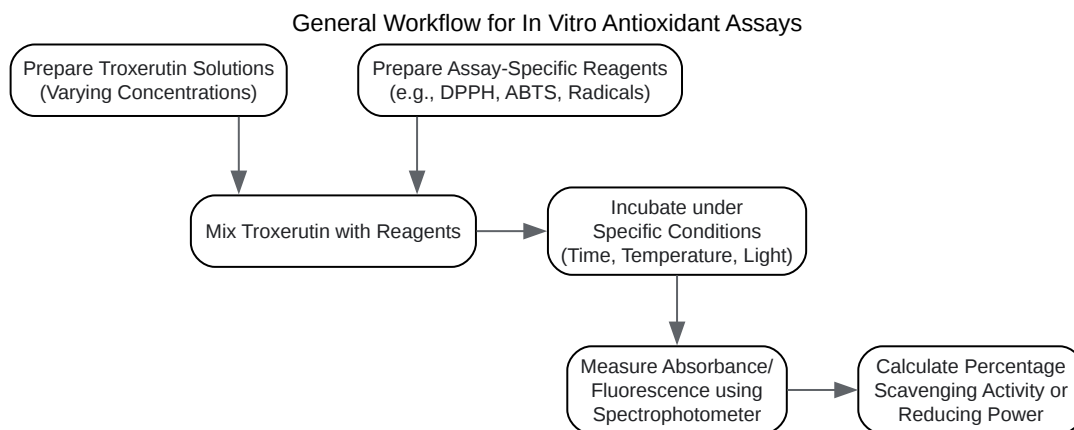 General Workflow for In Vitro Antioxidant Assays
Prepare Troxerutin Solutions
(Varying Concentrations)
Prepare Assay-Specific Reagents
(e.g., DPPH, ABTS, Radicals)
Mix Troxerutin with Reagents
Incubate under
Specific Conditions
(Time, Temperature, Light)
Measure Absorbance/
Fluorescence using
Spectrophotometer
Calculate Percentage
Scavenging Activity or
Reducing Power